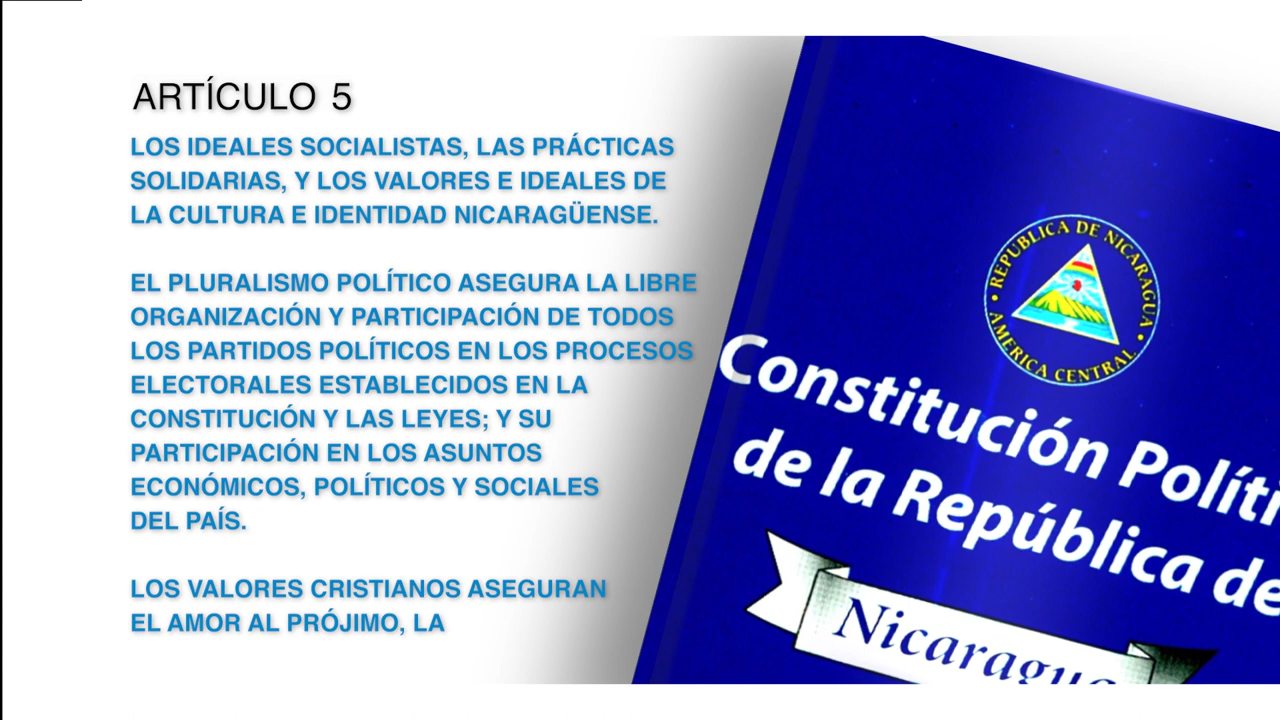 ARTÍCULO 5
LOS IDEALES SOCIALISTAS, LAS PRÁCTICAS
SOLIDARIAS, Y LOS VALORES E IDEALES DE
LA CULTURA E IDENTIDAD NICARAGÜENSE.
EL PLURALISMO POLÍTICO ASEGURA LA LIBRE
ORGANIZACIÓN Y PARTICIPACIÓN DE TODOS
LOS PARTIDOS POLÍTICOS EN LOS PROCESOS
ELECTORALES ESTABLECIDOS EN LA
CONSTITUCIÓN Y LAS LEYES; Y SU
PARTICIPACIÓN EN LOS ASUNTOS
ECONÓMICOS, POLÍTICOS Y SOCIALES
DEL PAÍS.
LOS VALORES CRISTIANOS ASEGURAN
EL AMOR AL PRÓJIMO, LA
REPUBLICA DE NICARAGUA
AMERICA CENTRAL
Constitución Políti
de la República de
Nicaragua